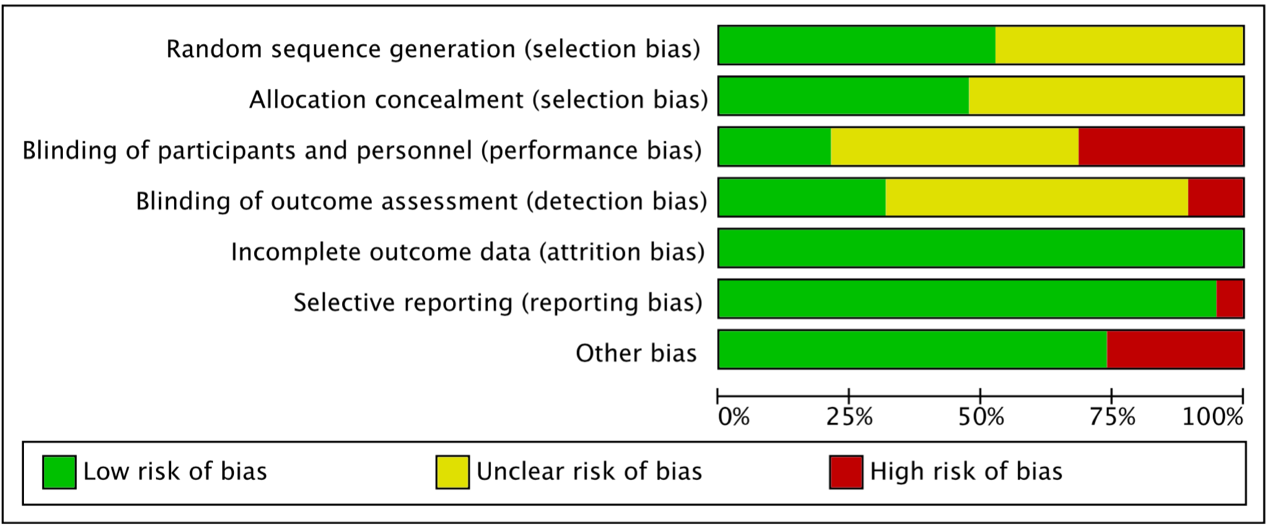 Random sequence generation (selection bias)
Allocation concealment (selection bias)
Blinding of participants and personnel (performance bias)
Blinding of outcome assessment (detection bias)
Incomplete outcome data (attrition bias)
Selective reporting (reporting bias)
Other bias
0% 25% 50% 75% 100%
Low risk of bias Unclear risk of bias High risk of bias